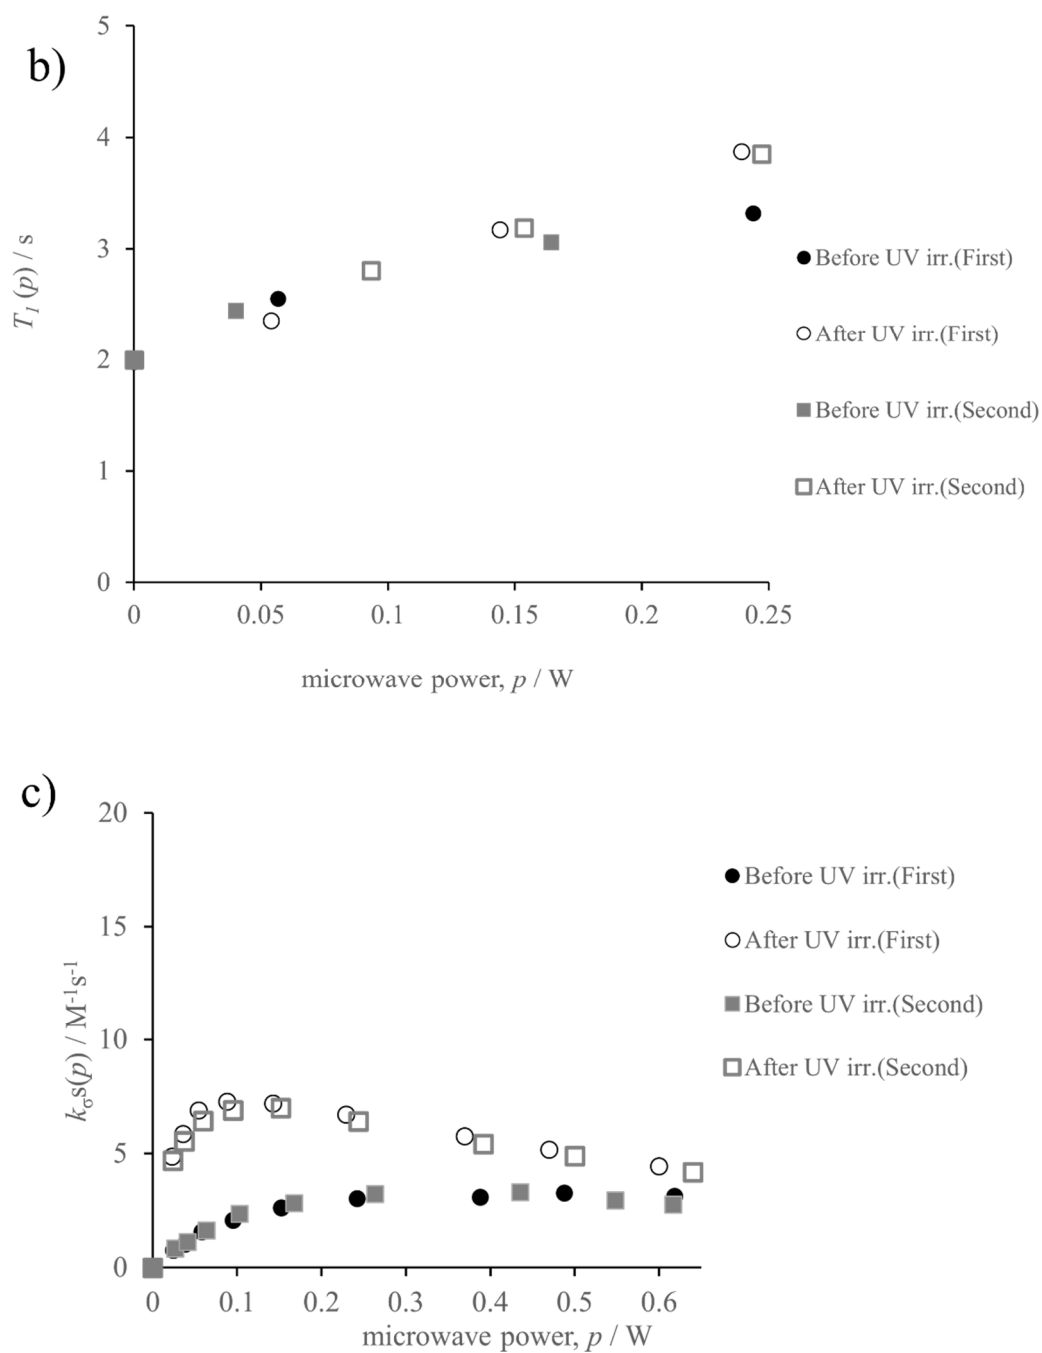 b)
5
4
3
2
1
0
T1 (p) / s
0 0.05 0.1 0.15 0.2 0.25
microwave power, p / W
Before UV irr.(First)
After UV irr.(First)
Before UV irr.(Second)
After UV irr.(Second)
c)
20
15
10
5
0
kσs(p) / M-1s-1
0 0.1 0.2 0.3 0.4 0.5 0.6
microwave power, p / W
Before UV irr.(First)
After UV irr.(First)
Before UV irr.(Second)
After UV irr.(Second)